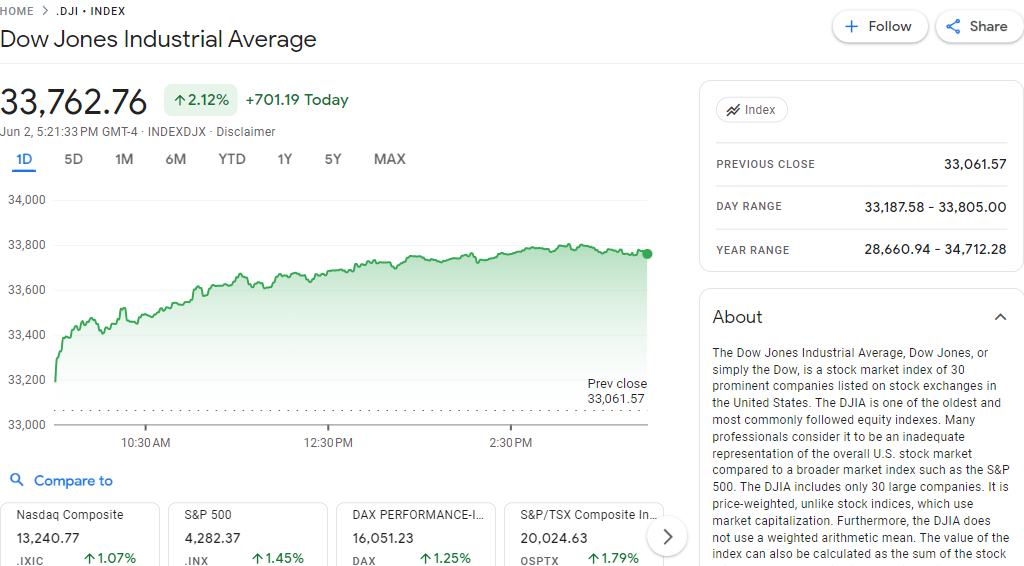 HOME > .DJI • INDEX
Dow Jones Industrial Average
Follow
Share
33,762.76
↑2.12%
+701.19 Today
Jun 2, 5:21:33 PM GMT-4 · INDEXDJX · Disclaimer
1D 5D 1M 6M YTD 1Y 5Y MAX
34,000
33,800
33,600
33,400
33,200
33,000
Prev close
33,061.57
10:30 AM 12:30 PM 2:30 PM
Compare to
Nasdaq Composite
13,240.77
.IXIC ↑1.07%
S&P 500
4,282.37
.INX ↑1.45%
DAX PERFORMANCE-I...
16,051.23
DAX ↑1.25%
S&P/TSX Composite In...
20,024.63
OSPTX ↑1.79%
Index
PREVIOUS CLOSE 33,061.57
DAY RANGE 33,187.58 - 33,805.00
YEAR RANGE 28,660.94 - 34,712.28
About
The Dow Jones Industrial Average, Dow Jones, or
simply the Dow, is a stock market index of 30
prominent companies listed on stock exchanges in
the United States. The DJIA is one of the oldest and
most commonly followed equity indexes. Many
professionals consider it to be an inadequate
representation of the overall U.S. stock market
compared to a broader market index such as the S&P
500. The DJIA includes only 30 large companies. It is
price-weighted, unlike stock indices, which use
market capitalization. Furthermore, the DJIA does
not use a weighted arithmetic mean. The value of the
index can also be calculated as the sum of the stock